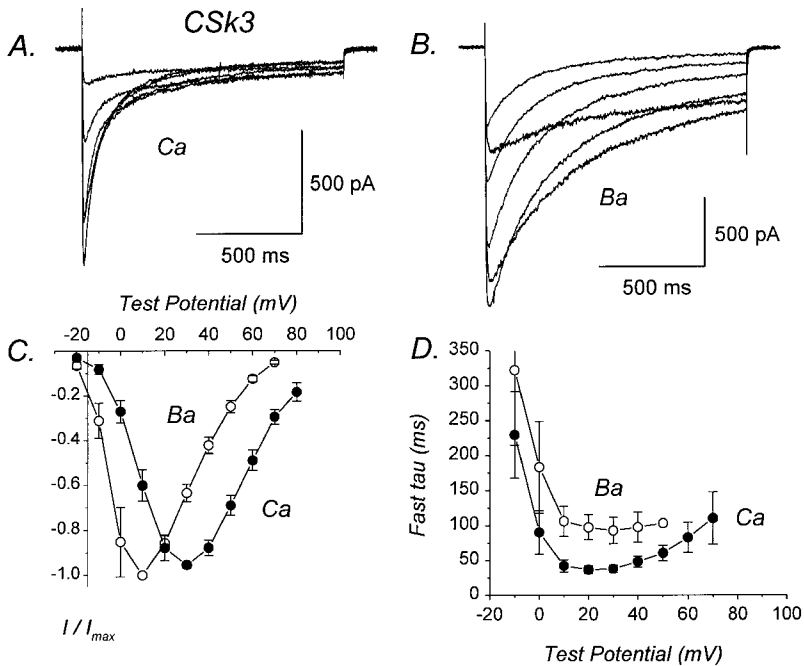 CSk3
A.
Ca
500 pA
500 ms
B.
Ba
500 pA
500 ms
Test Potential (mV)
C.
-20 0 20 40 60 80 100
-0.2
-0.4
-0.6
-0.8
-1.0
Ba
Ca
I / Imax
D.
350
300
250
200
150
100
50
0
Fast tau (ms)
Ba
Ca
-20 0 20 40 60 80 100
Test Potential (mV)